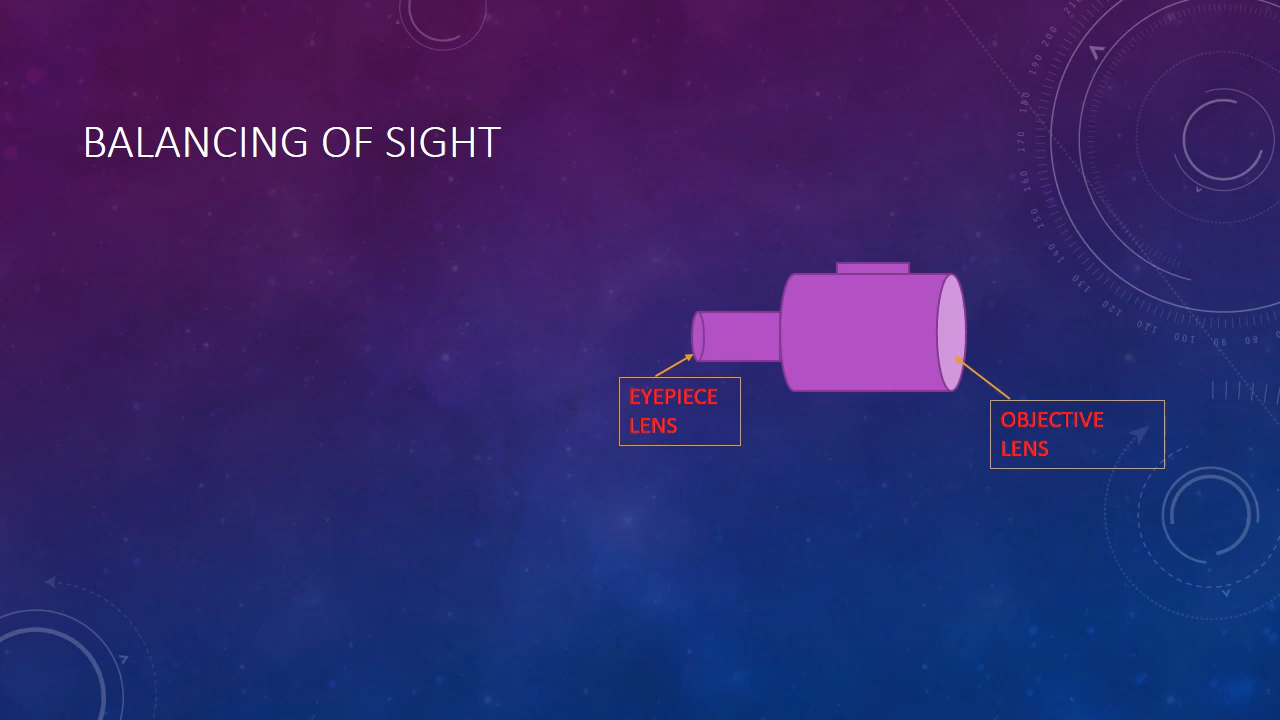 BALANCING OF SIGHT
EYEPIECE
LENS
OBJECTIVE
LENS